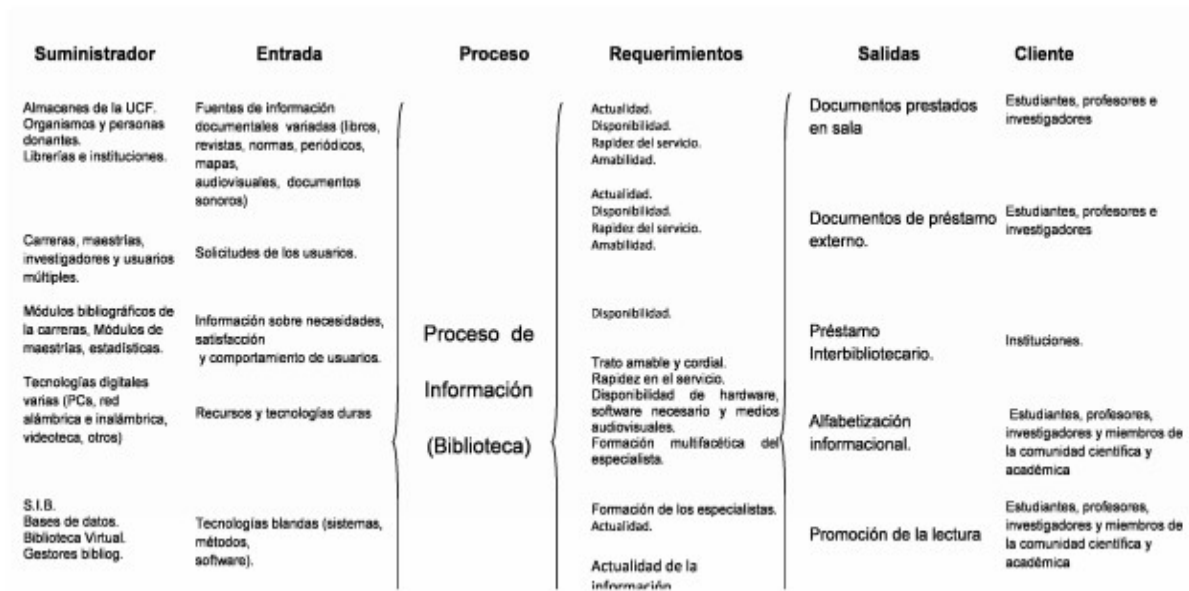 Suministrador
Entrada
Proceso
Requerimientos
Salidas
Cliente
Almacenes de la UCF.
Organismos y personas
donantes.
Librerías e instituciones.
Carreras, maestrías,
investigadores y usuarios
múltiples.
Módulos bibliográficos de
la carreras, Módulos de
maestrías, estadísticas.
Tecnologías digitales
varias (PCs, red
alámbrica e inalámbrica,
videoteca, otros)
S.I.B.
Bases de datos.
Biblioteca Virtual.
Gestores bibliog.
Fuentes de información
documentales variadas (libros,
revistas, normas, periódicos,
mapas,
audiovisuales, documentos
sonoros)
Solicitudes de los usuarios.
Información sobre necesidades,
satisfacción
y comportamiento de usuarios.
Recursos y tecnologías duras
Tecnologías blandas (sistemas,
métodos,
software).
Proceso de
Información
(Biblioteca)
Actualidad.
Disponibilidad.
Rapidez del servicio.
Amabilidad.
Actualidad.
Disponibilidad.
Rapidez del servicio.
Amabilidad.
Disponibilidad.
Trato amable y cordial.
Rapidez en el servicio.
Disponibilidad de hardware,
software necesario y medios
audiovisuales.
Formación multifacética del
especialista.
Formación de los especialistas.
Actualidad.
Actualidad de la
información
Documentos prestados
en sala
Documentos de préstamo
externo.
Préstamo
Interbibliotecario.
Alfabetización
informacional.
Promoción de la lectura
Estudiantes, profesores e
investigadores
Estudiantes, profesores e
investigadores
Instituciones.
Estudiantes, profesores,
investigadores y miembros de
la comunidad científica y
académica
Estudiantes, profesores,
investigadores y miembros de
la comunidad científica y
académica